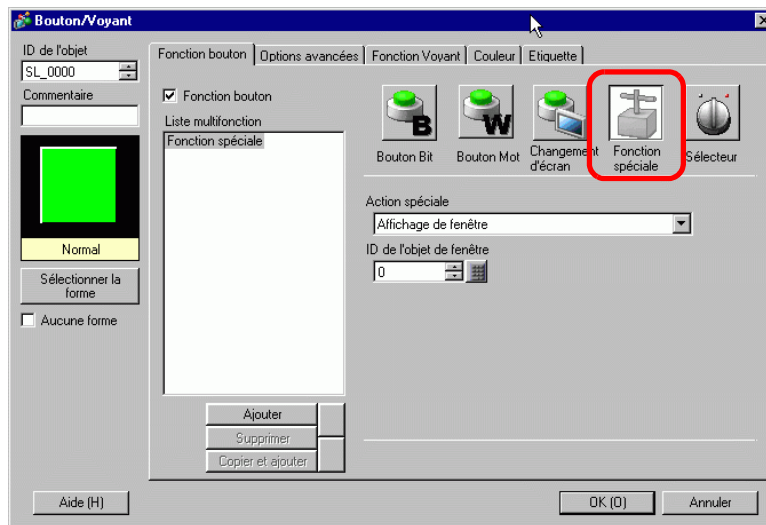 Bouton/Voyant
ID de l'objet
SL_0000
Commentaire
Normal
Sélectionner la
forme
Aucune forme
Fonction bouton
Options avancées
Fonction Voyant
Couleur
Etiquette
Fonction bouton
Liste multifonction
Fonction spéciale
Ajouter
Supprimer
Copier et ajouter
B
Bouton Bit
W
Bouton Mot
Changement
d'écran
Fonction
spéciale
Sélecteur
Action spéciale
Affichage de fenêtre
ID de l'objet de fenêtre
0
Aide (H)
OK (O)
Annuler